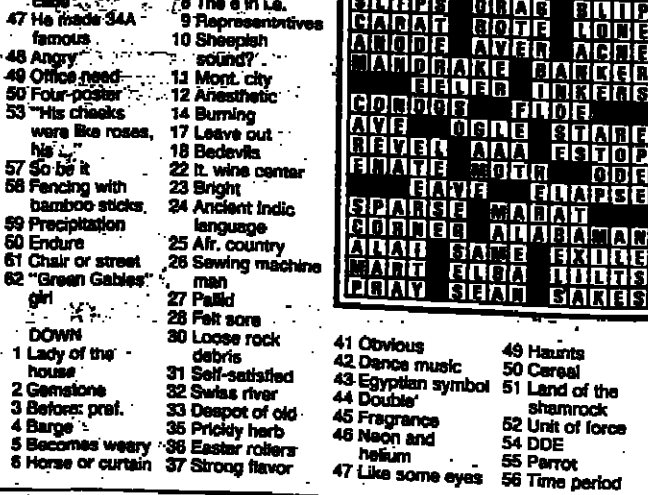 8 The e in i.e.
47 He made 34A
famous
48 Angry
49 Office need
50 Four-poster
53 "His cheeks
were like roses,
his _"
57 So be it
58 Fencing with
bamboo sticks
59 Precipitation
60 Endure
61 Chair or street
62 "Green Gables"
girl
DOWN
1 Lady of the
house
2 Gemstone
3 Before: pref.
4 Barge
5 Becomes weary
6 Horse or curtain
9 Representatives
10 Sheepish
sound?
11 Mont. city
12 Anesthetic
14 Burning
17 Leave out
18 Bedevils
22 It. wine center
23 Bright
24 Ancient Indic
language
25 Afr. country
26 Sewing machine
man
27 Pallid
28 Felt sore
30 Loose rock
debris
31 Self-satisfied
32 Swiss river
33 Despot of old
35 Prickly herb
36 Easter rollers
37 Strong flavor
SLIPS DRAG SLIP
CARAT ROTE LONE
ANODE AVER ACNE
MANDRAKE BANKER
EELER INKERS
CONDOS FLOE
AVE OGLE STARE
REVEL AAA ESTOP
ENATE MOTR ODE
EAVE ELAPSE
SPARSE MARAT
CORNER ALABAMAN
ALAI SAME EXILE
MART ELBA LILTS
PRAY SEAN SAKES
41 Obvious
42 Dance music
43 Egyptian symbol
44 Double
45 Fragrance
46 Neon and
helium
47 Like some eyes
49 Haunts
50 Cereal
51 Land of the
shamrock
52 Unit of force
54 DDE
55 Parrot
56 Time period